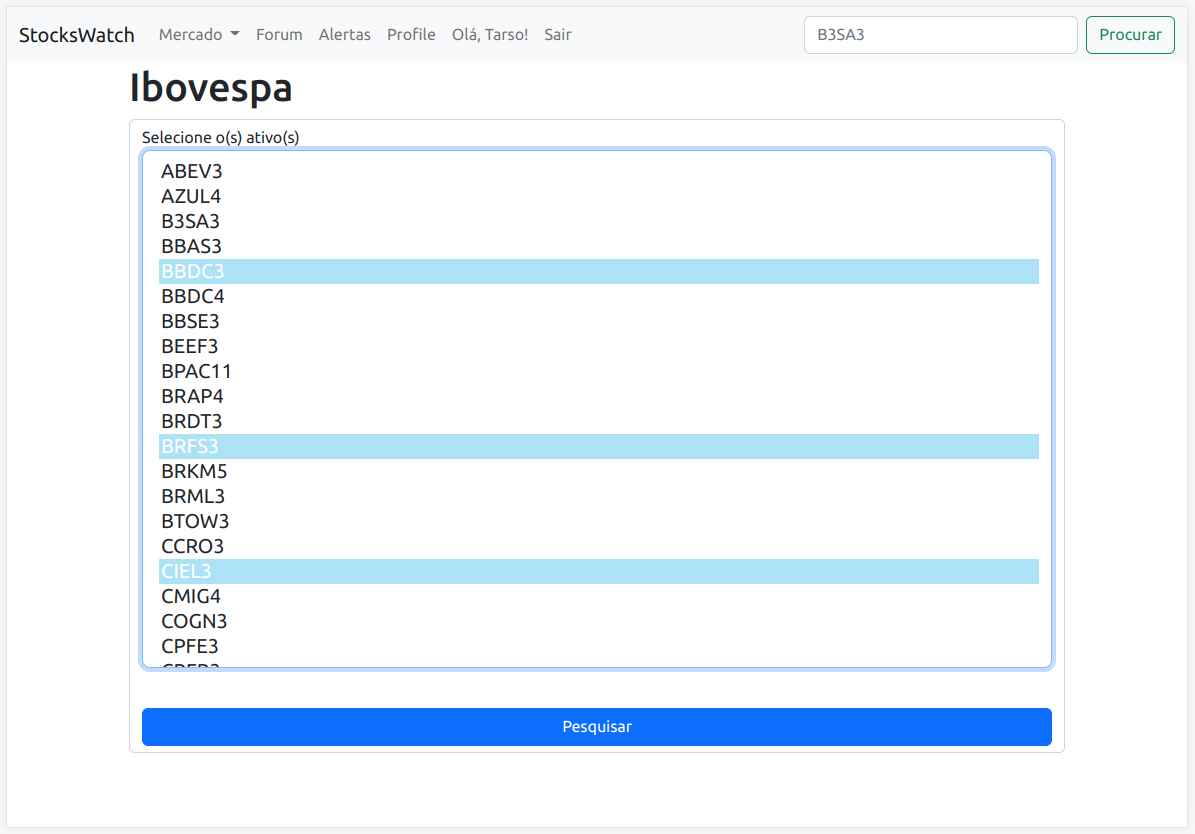 StocksWatch Mercado Forum Alertas Profile Olá, Tarso! Sair B3SA3 Procurar
Ibovespa
Selecione o(s) ativo(s)
ABEV3
AZUL4
B3SA3
BBAS3
BBDC3
BBDC4
BBSE3
BEEF3
BPAC11
BRAP4
BRDT3
BRFS3
BRKM5
BRML3
BTOW3
CCRO3
CIEL3
CMIG4
COGN3
CPFE3
Pesquisar